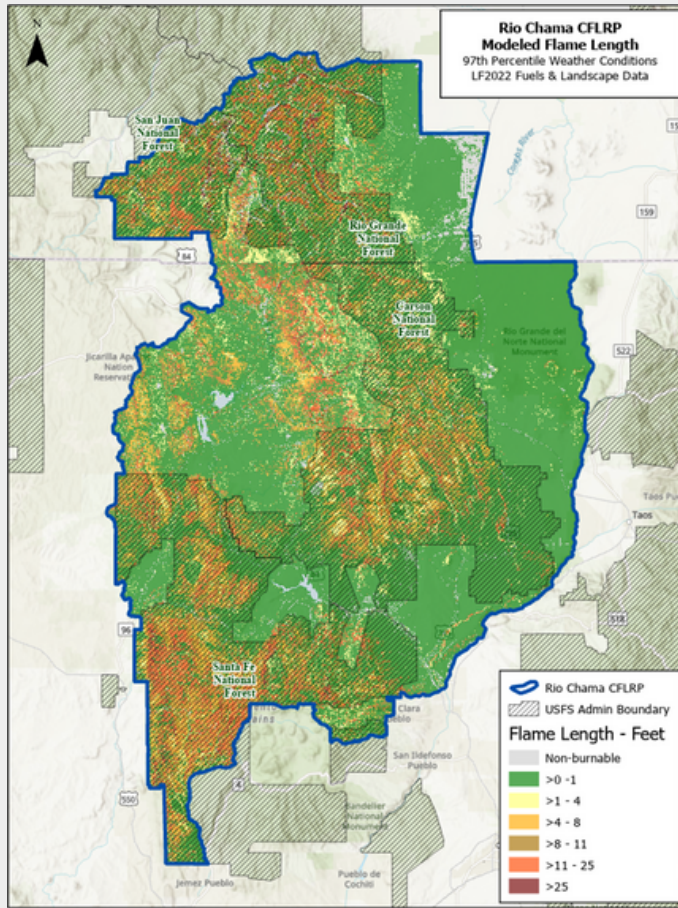 Rio Chama CFLRP
Modeled Flame Length
97th Percentile Weather Conditions
LF2022 Fuels & Landscape Data
N
San Juan
National
Forest
Conejos River
159
Rio Grande
National
Forest
84
Carson
National
Forest
Rio Grande del
Norte National
Monument
522
Jicarilla Apache
Nation
Reservation
Taos
518
96
Santa Fe
National
Forest
Clara
San Ildefonso
Pueblo
550
4
Bandelier
National
Monument
Jemez Pueblo
Pueblo de
Cochiti
Rio Chama CFLRP
USFS Admin Boundary
Flame Length - Feet
Non-burnable
>0 -1
>1 - 4
>4 - 8
>8 - 11
>11 - 25
>25